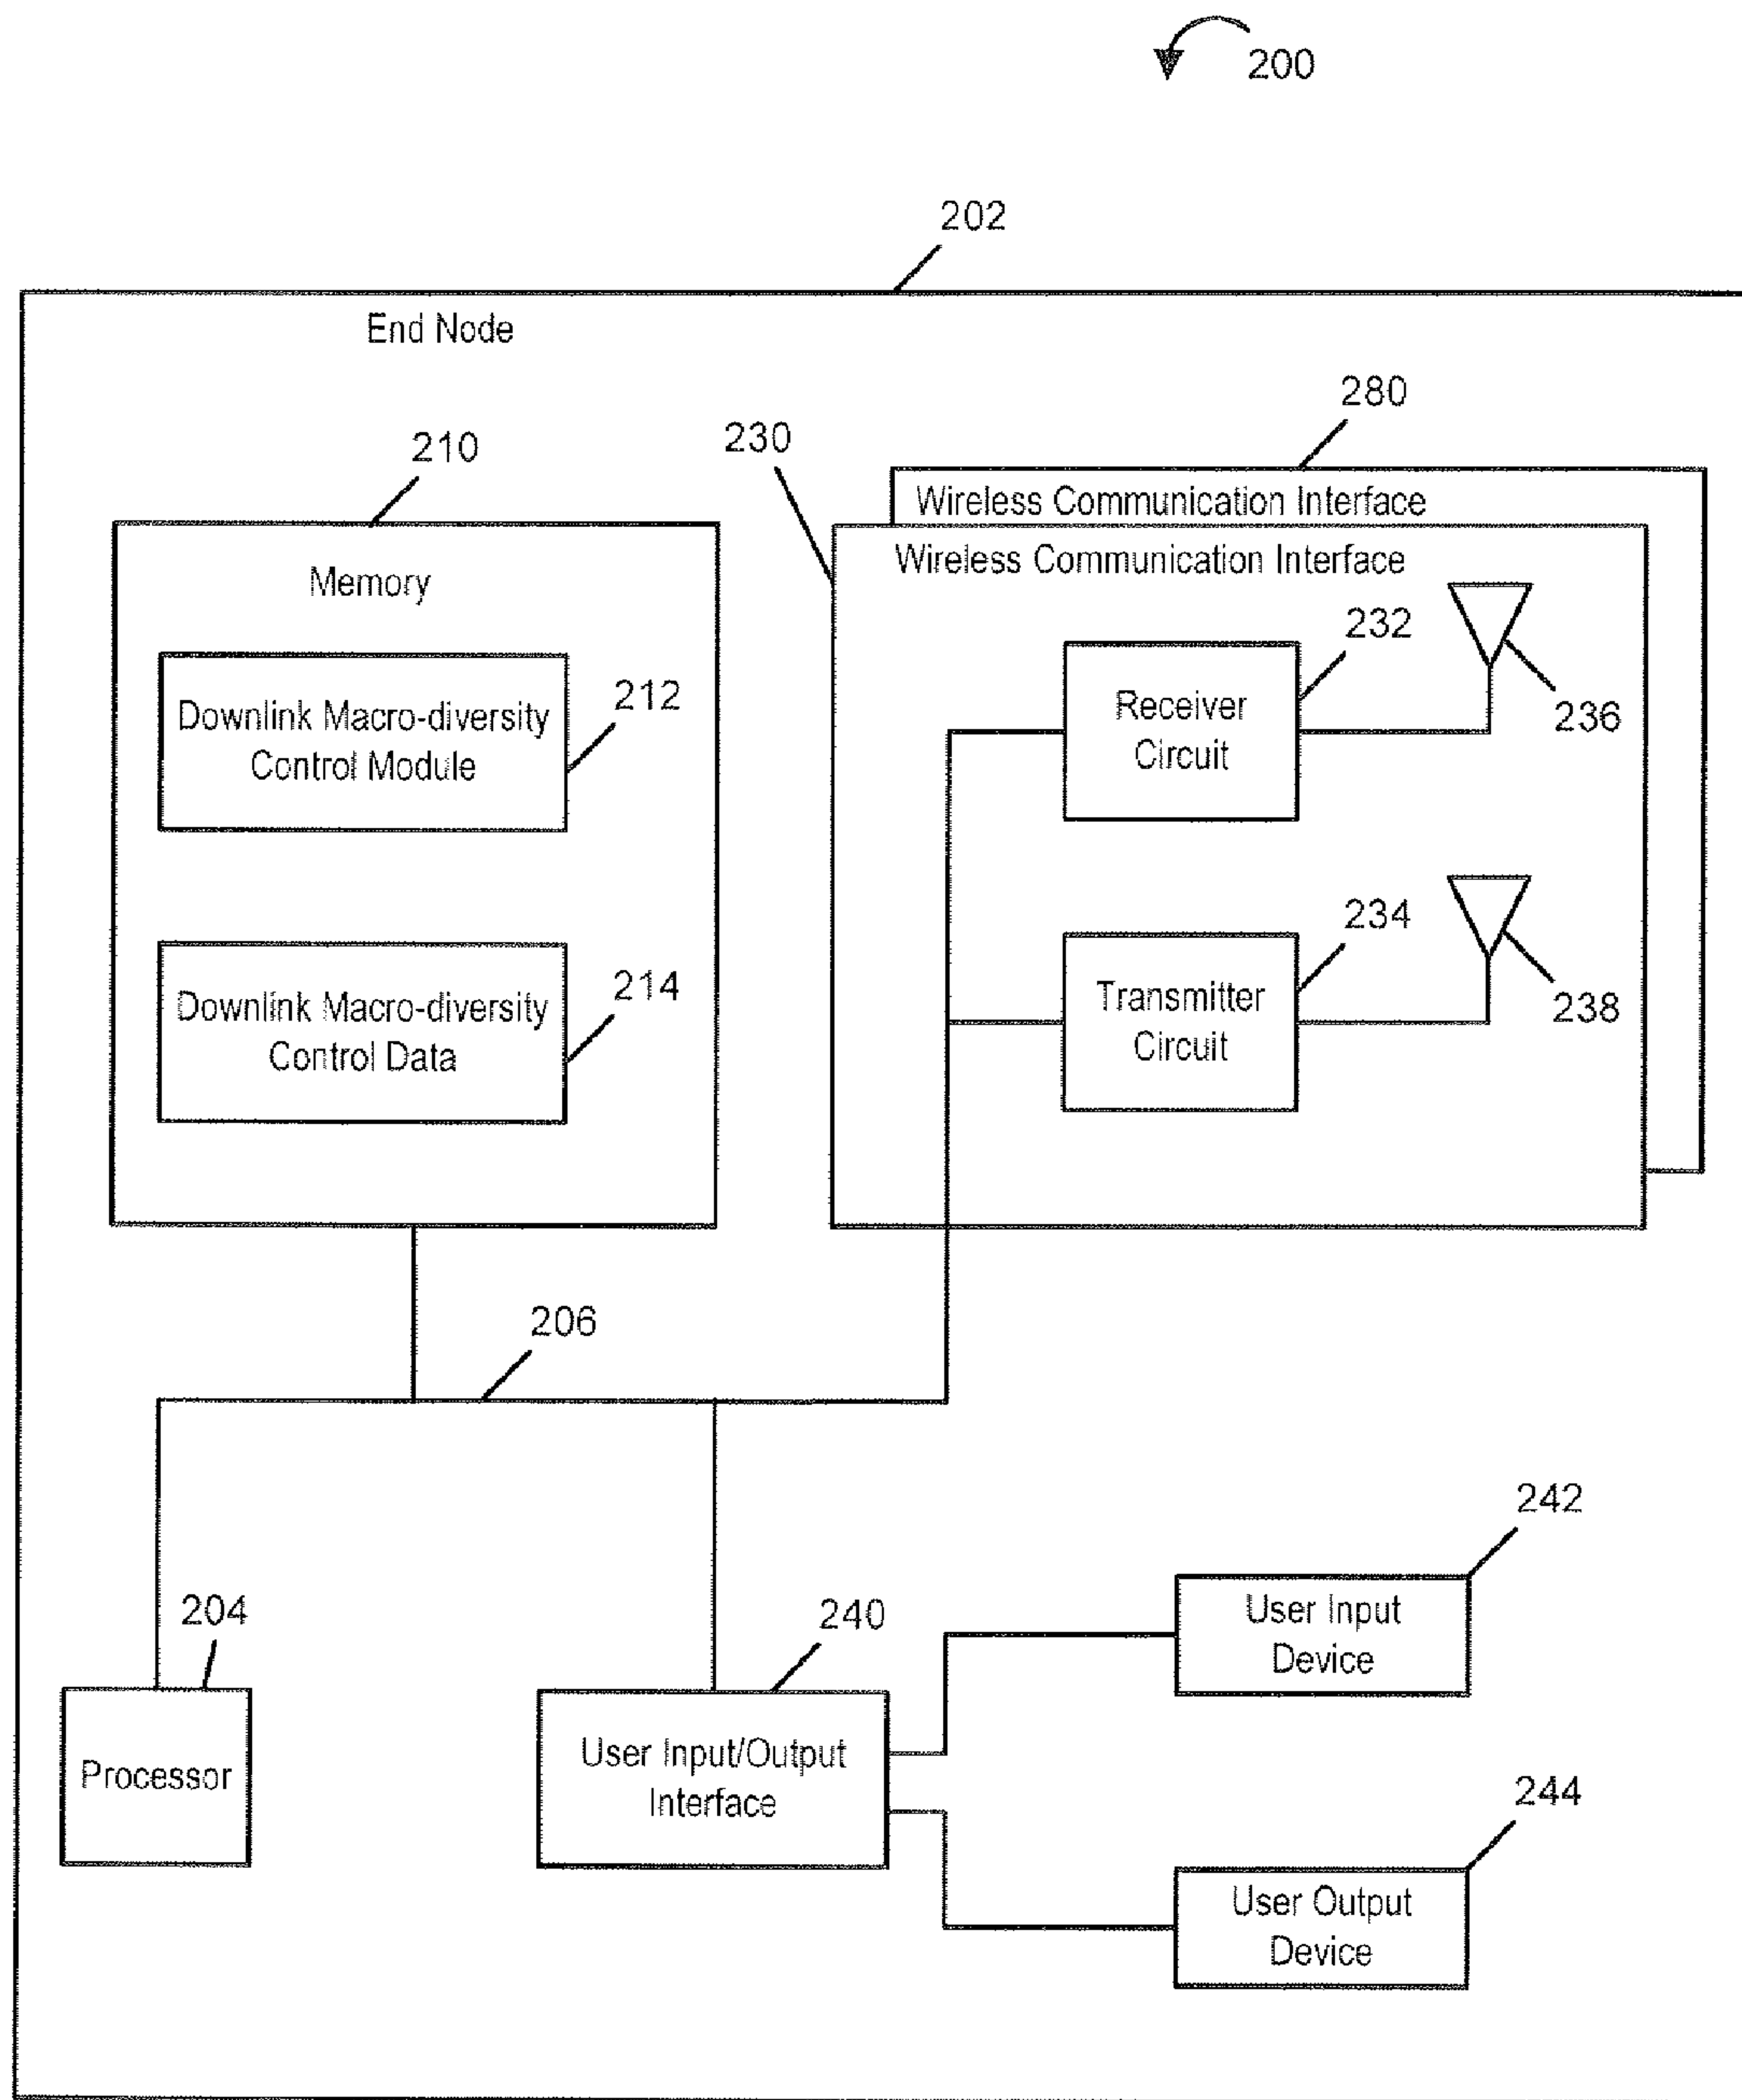 200
202
End Node
280
230
210
Wireless Communication Interface
Wireless Communication Interface
Memory
232
236
Receiver
Circuit
212
Downlink Macro-diversity
Control Module
234
238
Transmitter
Circuit
214
Downlink Macro-diversity
Control Data
206
242
User Input
Device
204
240
Processor
User Input/Output
Interface
244
User Output
Device